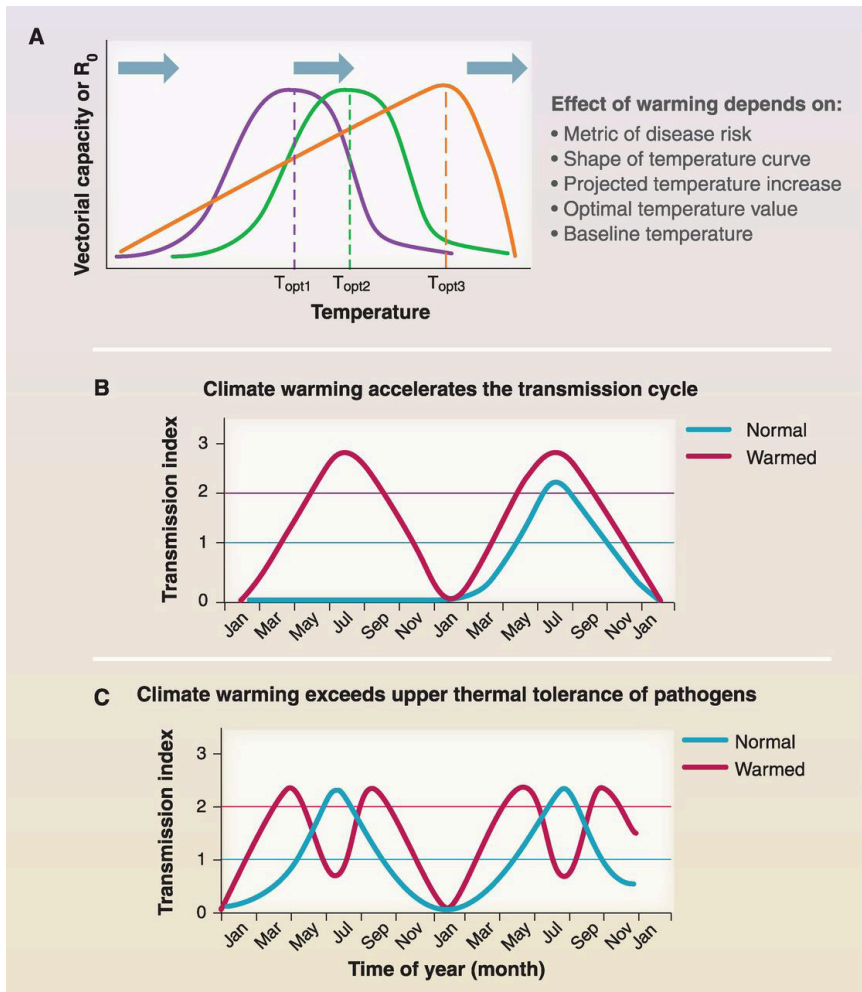 A
Vectorial capacity or R0
Topt1 Topt2 Topt3
Temperature
Effect of warming depends on:
• Metric of disease risk
• Shape of temperature curve
• Projected temperature increase
• Optimal temperature value
• Baseline temperature
B
Climate warming accelerates the transmission cycle
Transmission index
3
2
1
0
Jan Mar May Jul Sep Nov Jan Mar May Jul Sep Nov Jan
Normal
Warmed
C
Climate warming exceeds upper thermal tolerance of pathogens
Transmission index
3
2
1
0
Jan Mar May Jul Sep Nov Jan Mar May Jul Sep Nov Jan
Time of year (month)
Normal
Warmed